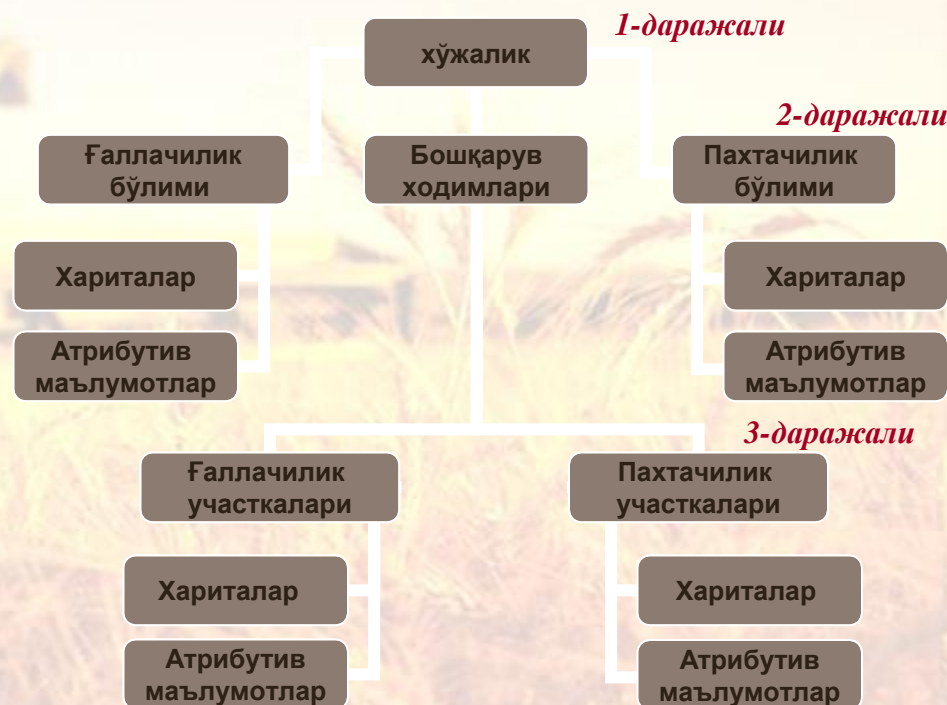 1-даражали
хўжалик
2-даражали
Ғаллачилик
бўлими
Бошқарув
ходимлари
Пахтачилик
бўлими
Хариталар
Хариталар
Атрибутив
маълумотлар
Атрибутив
маълумотлар
3-даражали
Ғаллачилик
участкалари
Пахтачилик
участкалари
Хариталар
Хариталар
Атрибутив
маълумотлар
Атрибутив
маълумотлар